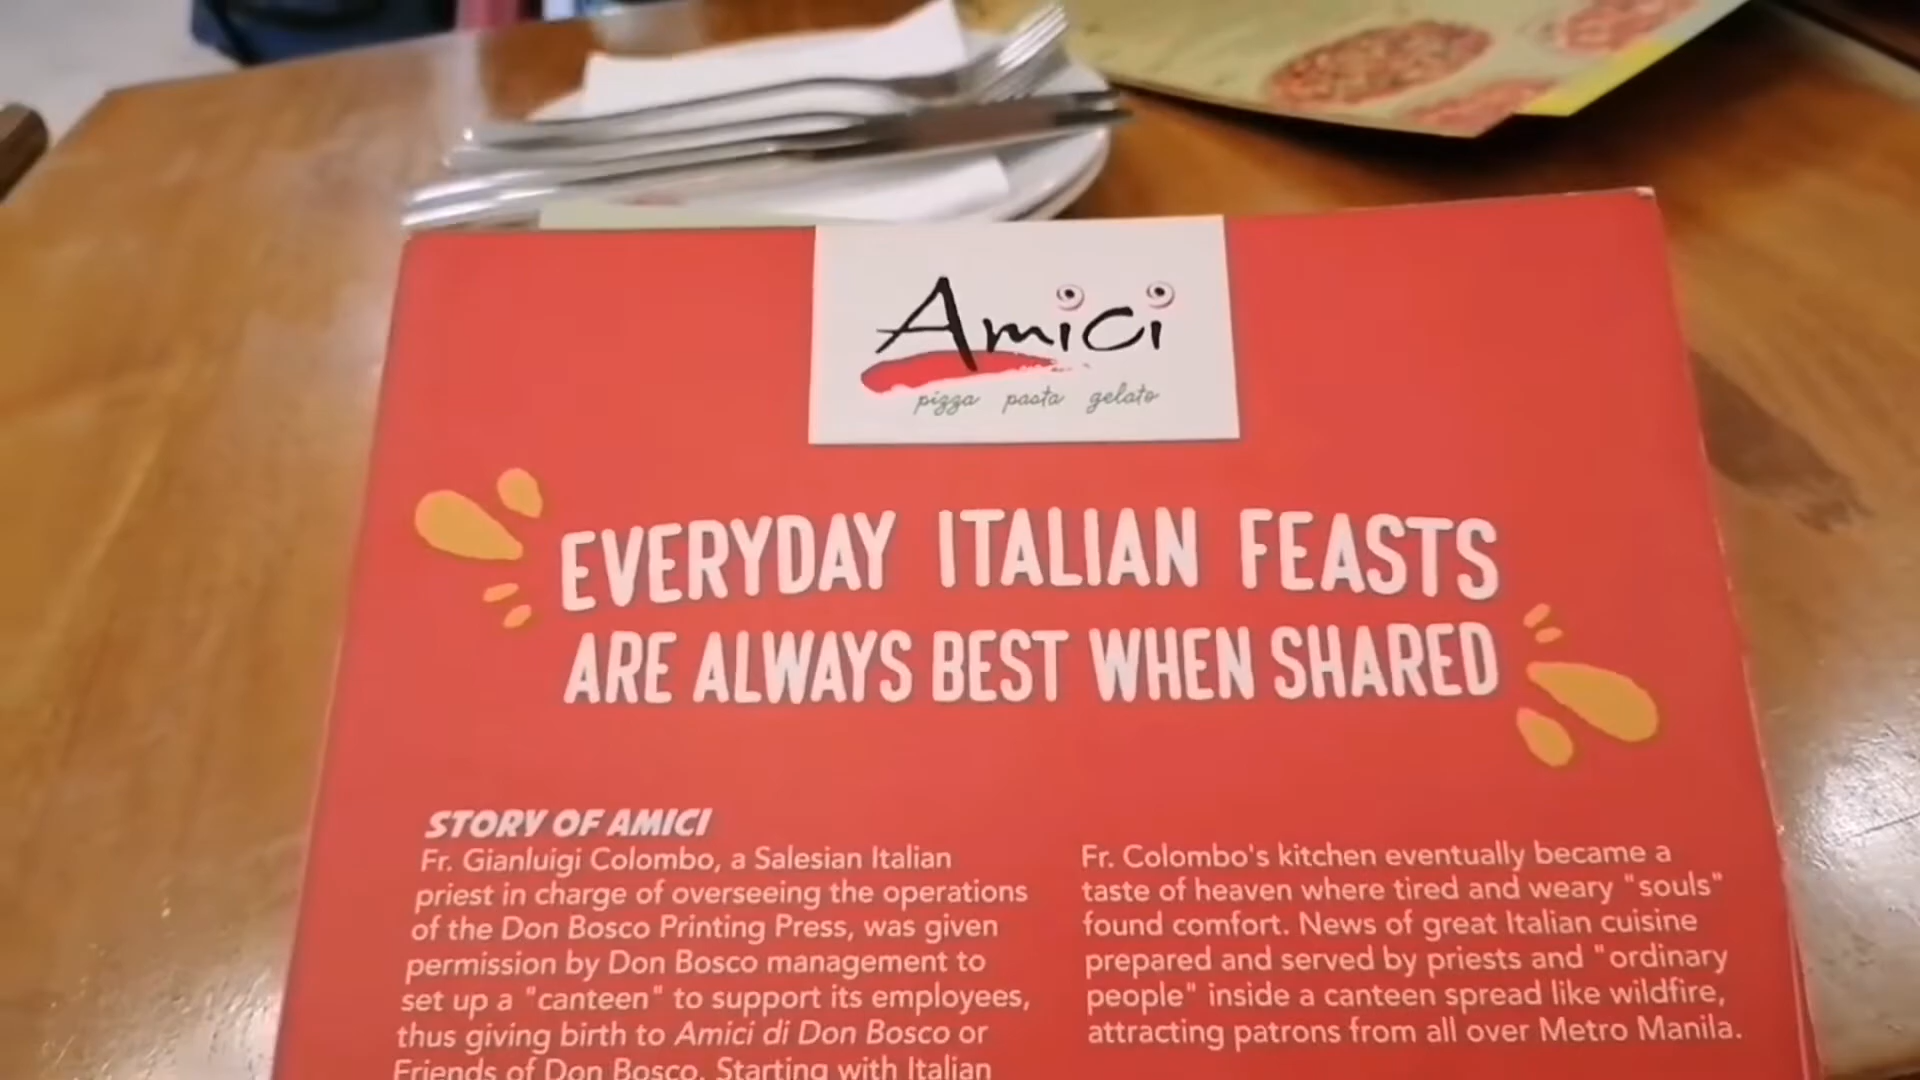 Amici
pizza pasta gelato
EVERYDAY ITALIAN FEASTS
ARE ALWAYS BEST WHEN SHARED
STORY OF AMICI
Fr. Gianluigi Colombo, a Salesian Italian
priest in charge of overseeing the operations
of the Don Bosco Printing Press, was given
permission by Don Bosco management to
set up a "canteen" to support its employees,
thus giving birth to Amici di Don Bosco or
Friends of Don Bosco. Starting with Italian
Fr. Colombo's kitchen eventually became a
taste of heaven where tired and weary "souls"
found comfort. News of great Italian cuisine
prepared and served by priests and "ordinary
people" inside a canteen spread like wildfire,
attracting patrons from all over Metro Manila.